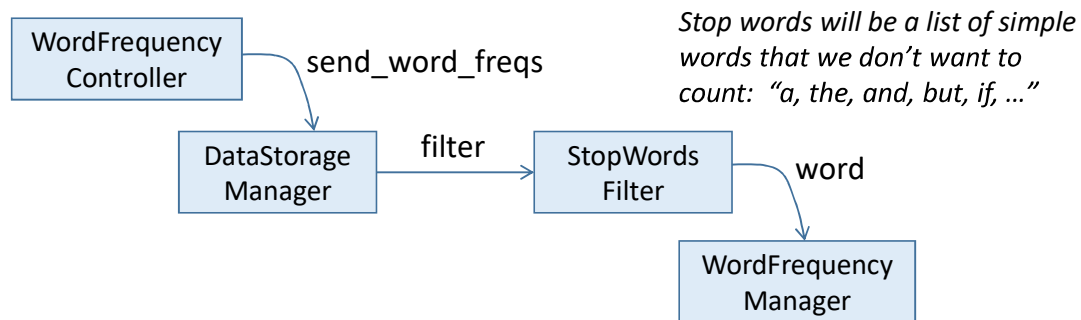 WordFrequency
Controller
send_word_freqs
Stop words will be a list of simple
words that we don’t want to
count:  “a, the, and, but, if, …”
DataStorage
Manager
filter
StopWords
Filter
word
WordFrequency
Manager